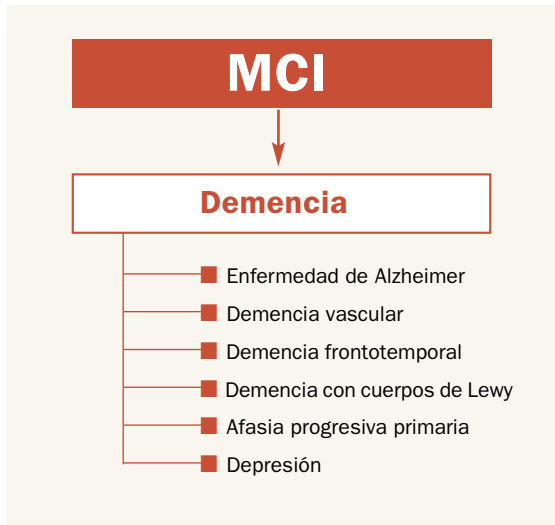 MCI
Demencia
Enfermedad de Alzheimer
Demencia vascular
Demencia frontotemporal
Demencia con cuerpos de Lewy
Afasia progresiva primaria
Depresión